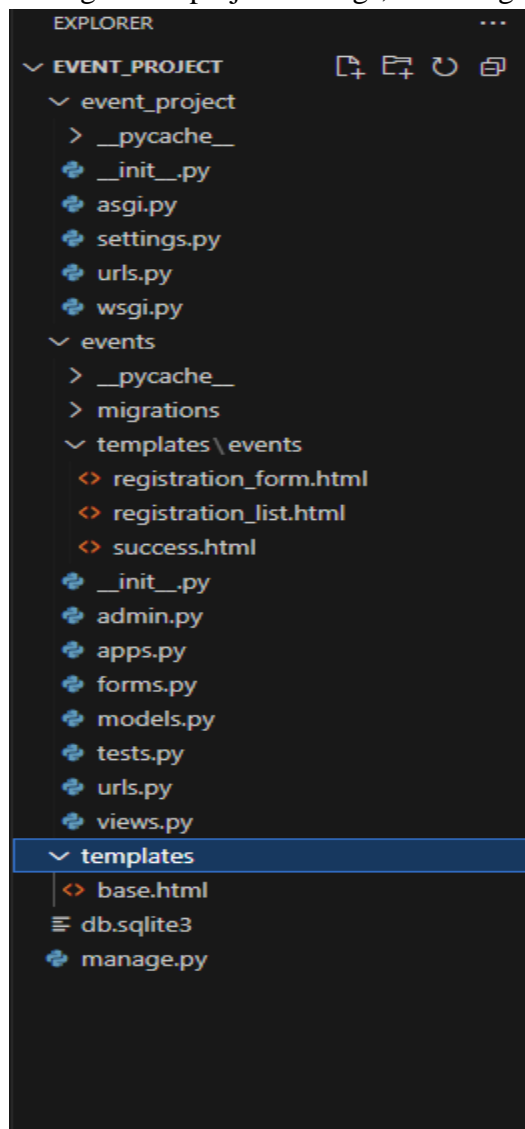 EXPLORER ...
EVENT_PROJECT
event_project
__pycache__
__init__.py
asgi.py
settings.py
urls.py
wsgi.py
events
__pycache__
migrations
templates\events
registration_form.html
registration_list.html
success.html
__init__.py
admin.py
apps.py
forms.py
models.py
tests.py
urls.py
views.py
templates
base.html
db.sqlite3
manage.py